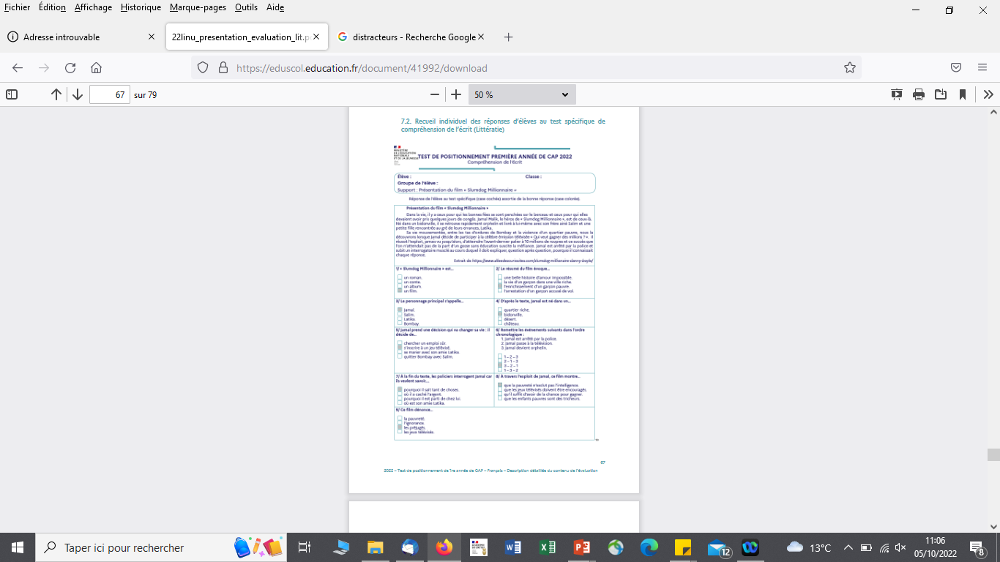 Fichier Édition Affichage Historique Marque-pages Outils Aide
Adresse introuvable
22linu_presentation_evaluation_lit.p
distracteurs - Recherche Google
https://eduscol.education.fr/document/41992/download
67 sur 79
50 %
7.2. Recueil individuel des réponses d'élèves au test spécifique de
compréhension de l'écrit (Littératie)
MINISTÈRE
DE L'ÉDUCATION
NATIONALE
ET DE LA JEUNESSE
TEST DE POSITIONNEMENT PREMIÈRE ANNÉE DE CAP 2022
Compréhension de l'écrit
Élève : Classe :
Groupe de l'élève :
Support : Présentation du film « Slumdog Millionnaire »
Réponse de l'élève au test spécifique (case cochée) assortie de la bonne réponse (case colorée).
Présentation du film « Slumdog Millionnaire »
Dans la vie, il y a ceux pour qui les bonnes fées se sont penchées sur le berceau et ceux pour qui elles
devaient avoir pris quelques jours de congés. Jamal Malik, le héros de « Slumdog Millionnaire », est de ceux-là.
Né dans un bidonville, il se retrouve rapidement orphelin et livré à lui-même avec son frère aîné Salim et une
petite fille rencontrée au gré de leurs errances, Latika.
Sa vie mouvementée, entre les tas d'ordures de Bombay et la violence d'un quartier pauvre, nous la
découvrons lorsque Jamal décide de participer à la célèbre émission télévisée « Qui veut gagner des millions ? ». Il
réussit l'exploit, jamais vu jusqu'alors, d'atteindre l'avant-dernier palier à 10 millions de roupies et ce succès que
l'on n'attendait pas de la part d'un gosse sans éducation suscite la méfiance. Jamal est arrêté par la police et
subit un interrogatoire musclé au cours duquel il doit expliquer, question après question, pourquoi il connaissait
chaque réponse.
Extrait de https://www.alleedescuriosites.com/slumdog-millionaire-danny-boyle/
1/ « Slumdog Millionnaire » est...
un roman.
un conte.
un album.
un film.
2/ Le résumé du film évoque...
une belle histoire d'amour impossible.
la vie d'un garçon dans une ville riche.
l'enrichissement d'un garçon pauvre.
l'arrestation d'un garçon accusé de vol.
3/ Le personnage principal s'appelle...
Jamal.
Salim.
Latika.
Bombay.
4/ D'après le texte, Jamal est né dans un...
quartier riche.
bidonville.
désert.
château.
5/ Jamal prend une décision qui va changer sa vie : il
décide de...
chercher un emploi sûr.
s'inscrire à un jeu télévisé.
se marier avec son amie Latika.
quitter Bombay avec Salim.
6/ Remettre les événements suivants dans l'ordre
chronologique :
1. Jamal est arrêté par la police.
2. Jamal passe à la télévision.
3. Jamal devient orphelin.
1 – 2 – 3
2 – 1 – 3
3 – 2 – 1
1 – 3 – 2
7/ À la fin du texte, les policiers interrogent Jamal car
ils veulent savoir...
pourquoi il sait tant de choses.
où il a caché l'argent.
pourquoi il est parti de chez lui.
où est son amie Latika.
8/ À travers l'exploit de Jamal, ce film montre...
que la pauvreté n'exclut pas l'intelligence.
que les jeux télévisés doivent être encouragés.
qu'il suffit d'avoir de la chance pour gagner.
que les enfants pauvres sont des tricheurs.
9/ Ce film dénonce...
la pauvreté.
l'ignorance.
les préjugés.
les jeux télévisés.
67
2022 – Test de positionnement de 1re année de CAP – Français – Description détaillée du contenu de l'évaluation
Taper ici pour rechercher
12
13°C
11:06
05/10/2022
8